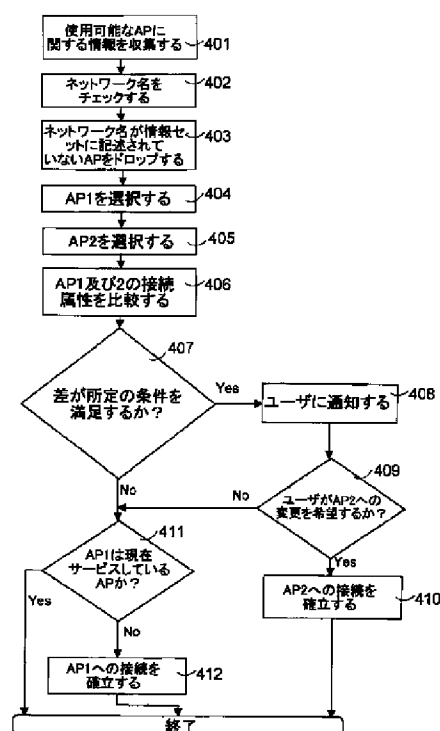 使用可能なAPに
関する情報を収集する
401
ネットワーク名を
チェックする
402
ネットワーク名が情報セッ
トに記述されて
いないAPをドロップする
403
AP1を選択する
404
AP2を選択する
405
AP1及び2の接続
属性を比較する
406
407
差が所定の条件を
満足するか？
Yes
ユーザに通知する
408
No
409
ユーザがAP2への
変更を希望するか？
No
Yes
AP2への接続を
確立する
410
411
AP1は現在
サービスしている
APか？
Yes
No
AP1への接続を
確立する
412
終了